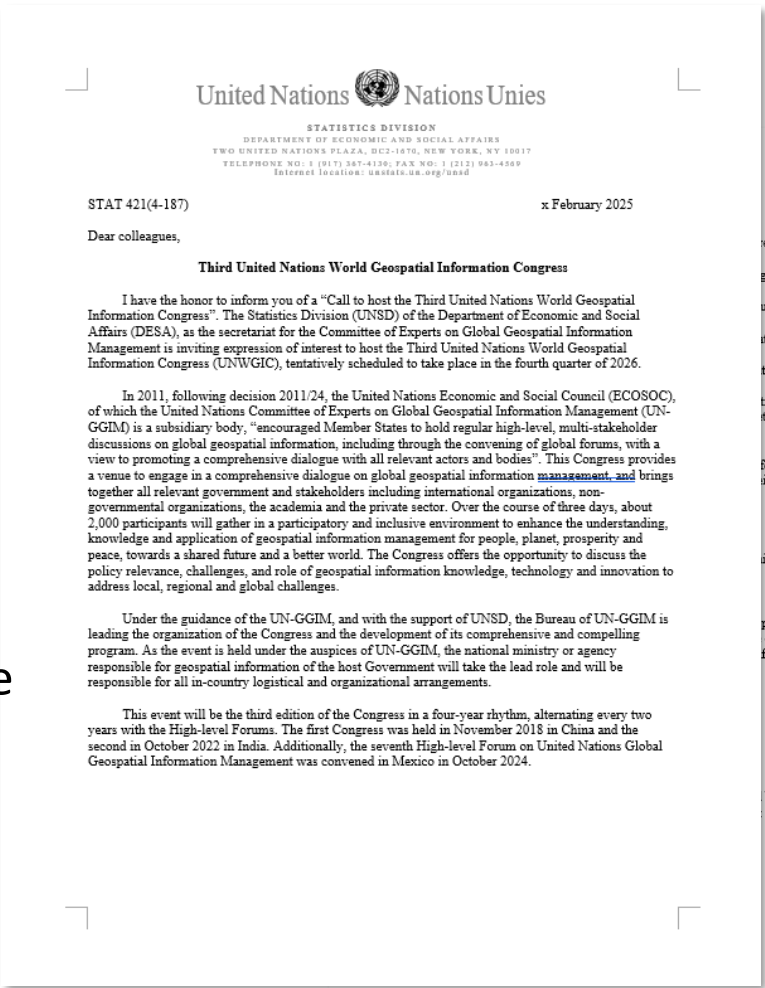 United Nations Nations Unies
STATISTICS DIVISION
DEPARTMENT OF ECONOMIC AND SOCIAL AFFAIRS
TWO UNITED NATIONS PLAZA, DC2-1670, NEW YORK, NY 10017
TELEPHONE NO: 1 (917) 367-4130; FAX NO: 1 (212) 963-4569
Internet location: unstats.un.org/unsd
STAT 421(4-187) x February 2025
Dear colleagues,
Third United Nations World Geospatial Information Congress
I have the honor to inform you of a “Call to host the Third United Nations World Geospatial
Information Congress”. The Statistics Division (UNSD) of the Department of Economic and Social
Affairs (DESA), as the secretariat for the Committee of Experts on Global Geospatial Information
Management is inviting expression of interest to host the Third United Nations World Geospatial
Information Congress (UNWGIC), tentatively scheduled to take place in the fourth quarter of 2026.
In 2011, following decision 2011/24, the United Nations Economic and Social Council (ECOSOC),
of which the United Nations Committee of Experts on Global Geospatial Information Management (UN-
GGIM) is a subsidiary body, “encouraged Member States to hold regular high-level, multi-stakeholder
discussions on global geospatial information, including through the convening of global forums, with a
view to promoting a comprehensive dialogue with all relevant actors and bodies”. This Congress provides
a venue to engage in a comprehensive dialogue on global geospatial information management, and brings
together all relevant government and stakeholders including international organizations, non-
governmental organizations, the academia and the private sector. Over the course of three days, about
2,000 participants will gather in a participatory and inclusive environment to enhance the understanding,
knowledge and application of geospatial information management for people, planet, prosperity and
peace, towards a shared future and a better world. The Congress offers the opportunity to discuss the
policy relevance, challenges, and role of geospatial information knowledge, technology and innovation to
address local, regional and global challenges.
Under the guidance of the UN-GGIM, and with the support of UNSD, the Bureau of UN-GGIM is
leading the organization of the Congress and the development of its comprehensive and compelling
program. As the event is held under the auspices of UN-GGIM, the national ministry or agency
responsible for geospatial information of the host Government will take the lead role and will be
responsible for all in-country logistical and organizational arrangements.
This event will be the third edition of the Congress in a four-year rhythm, alternating every two
years with the High-level Forums. The first Congress was held in November 2018 in China and the
second in October 2022 in India. Additionally, the seventh High-level Forum on United Nations Global
Geospatial Information Management was convened in Mexico in October 2024.